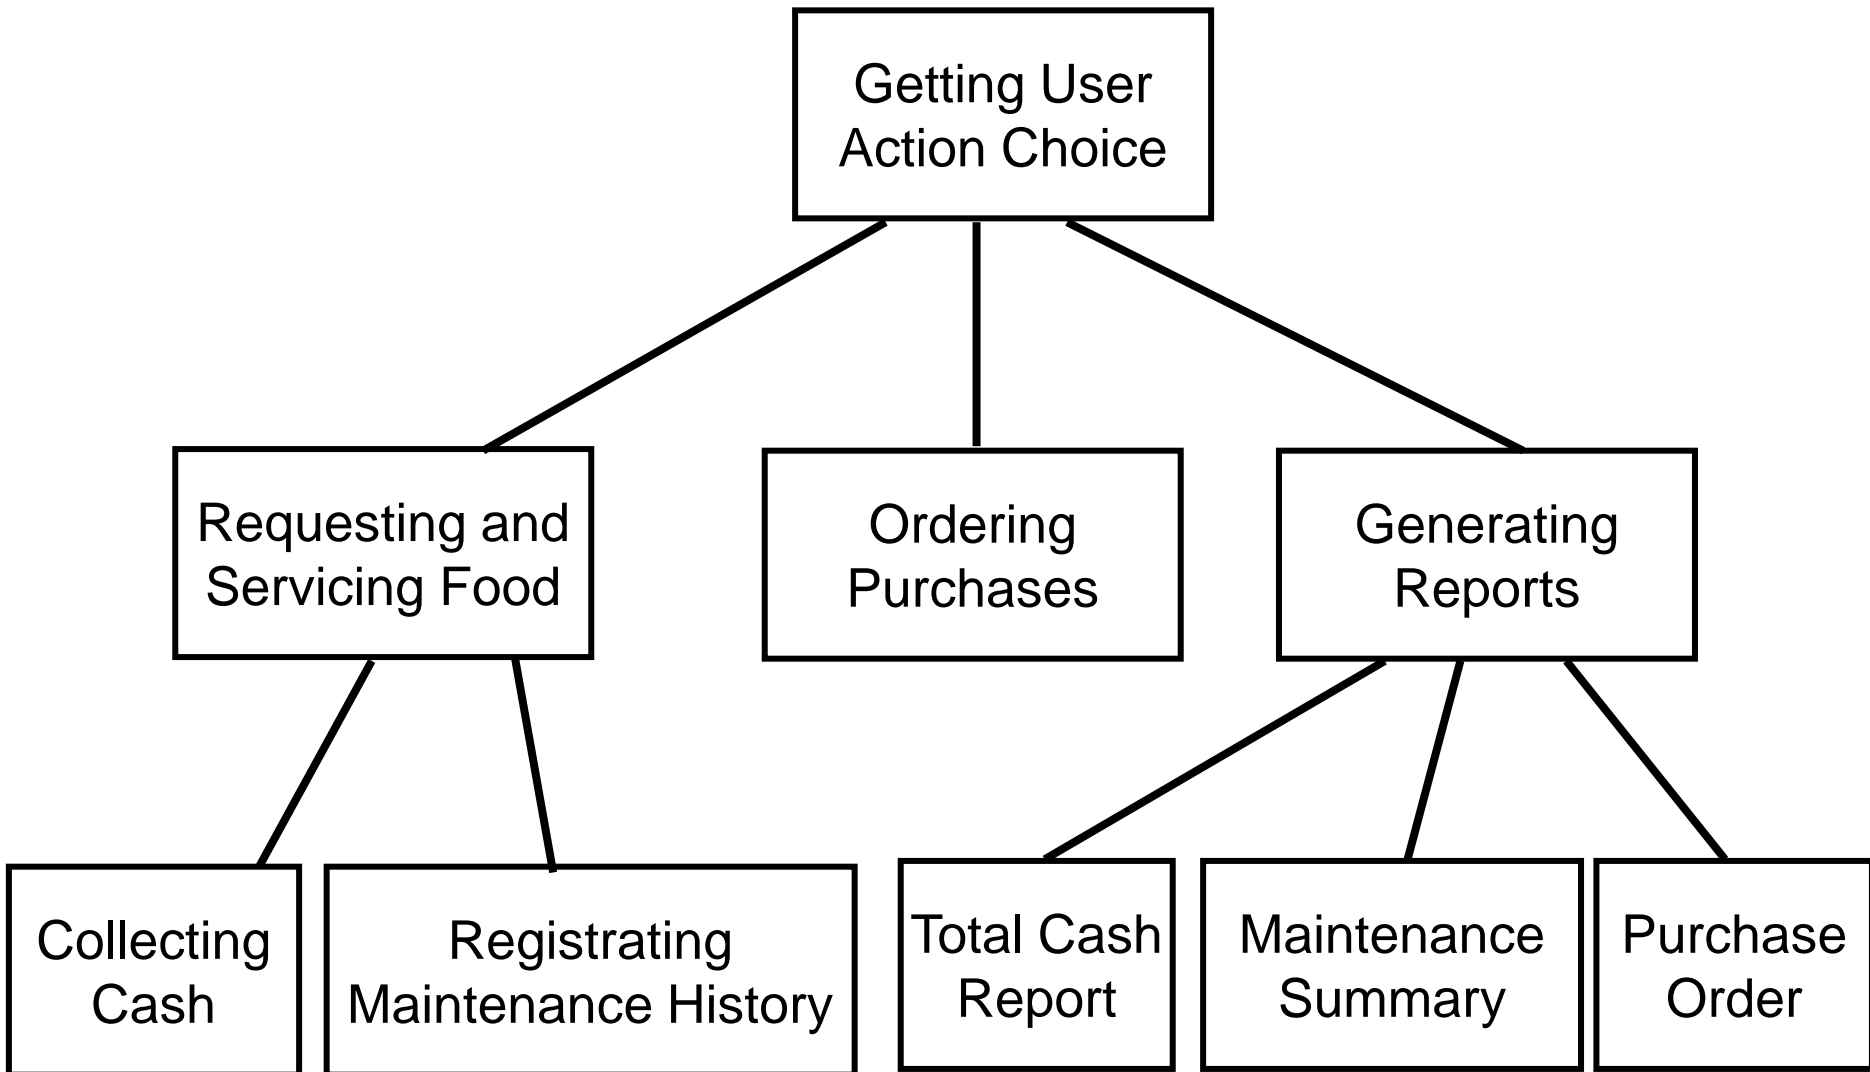 Getting User
Action Choice
Requesting and
Servicing Food
Ordering
Purchases
Generating
Reports
Collecting
Cash
Registrating
Maintenance History
Total Cash
Report
Maintenance
Summary
Purchase
Order